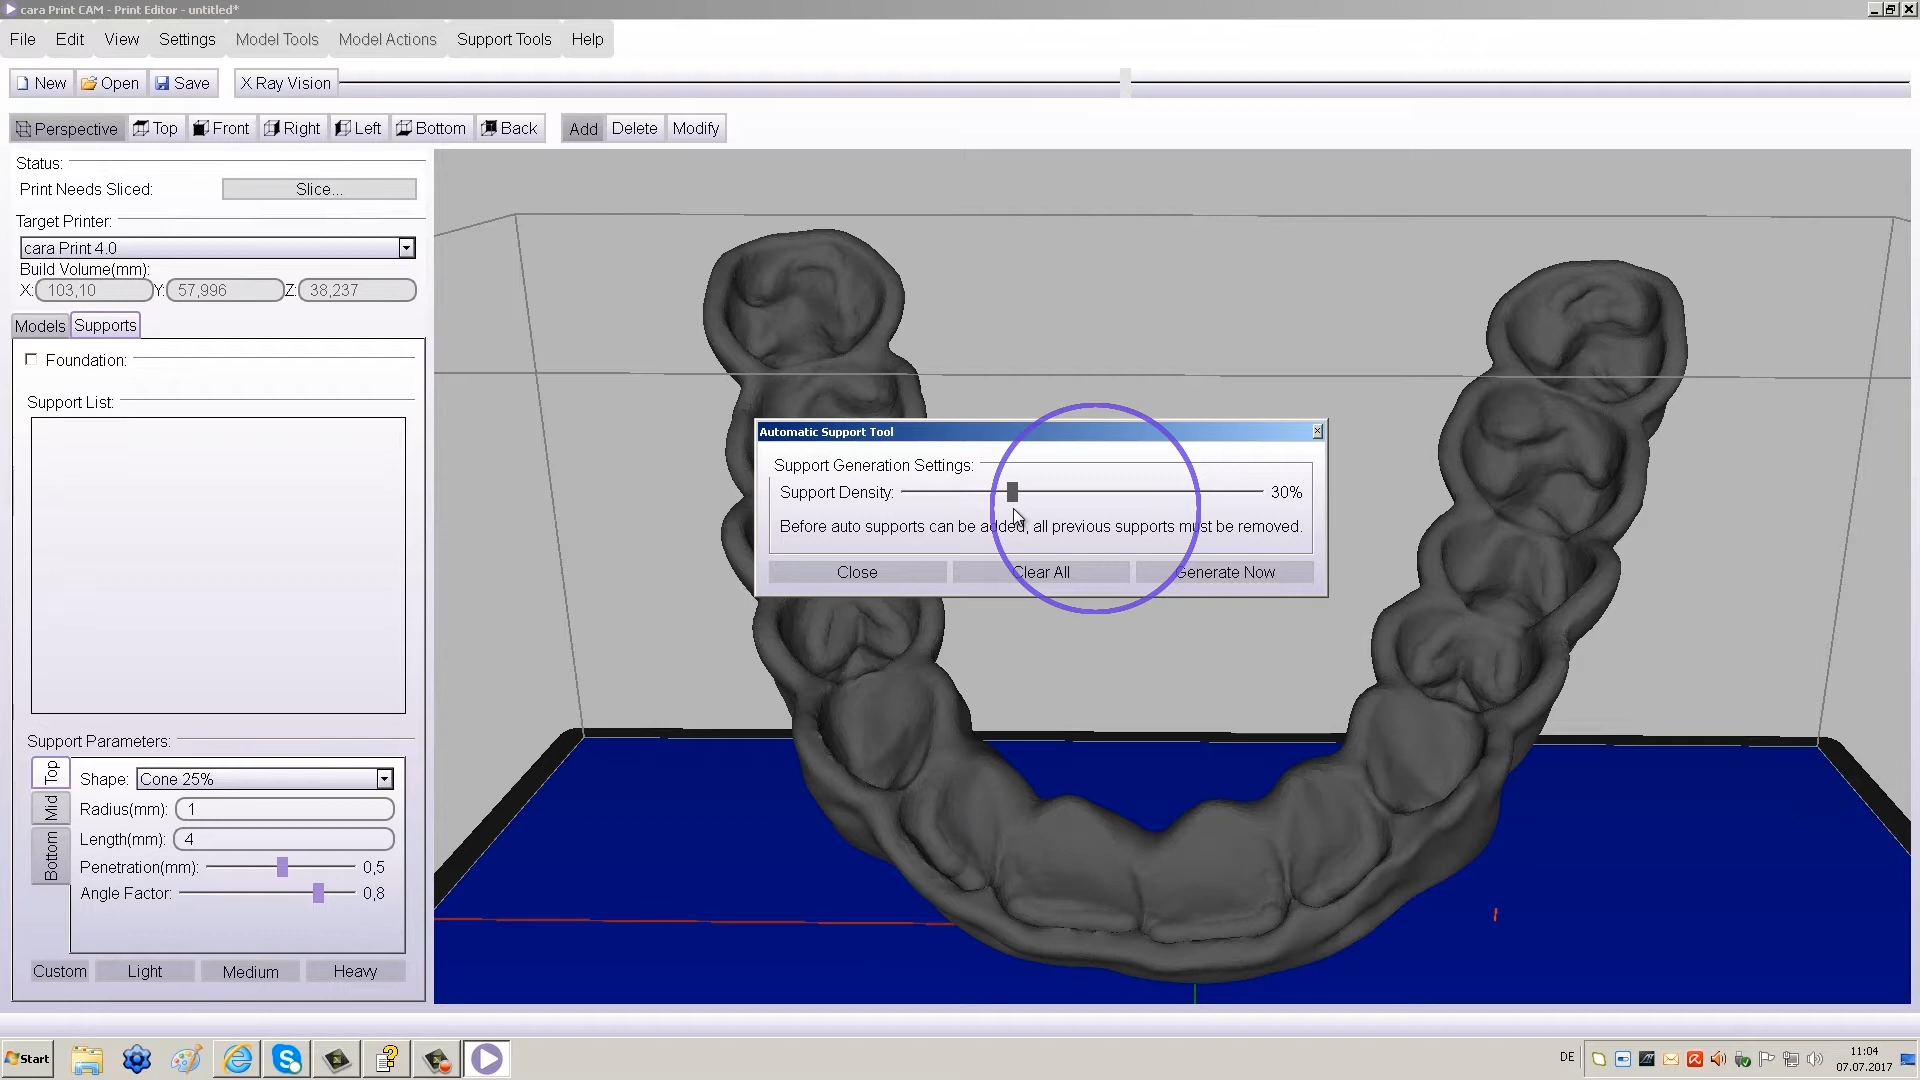 cara Print CAM - Print Editor - untitled*
File Edit View Settings Model Tools Model Actions Support Tools Help
New Open Save X Ray Vision
Perspective Top Front Right Left Bottom Back Add Delete Modify
Status:
Print Needs Sliced: Slice...
Target Printer:
cara Print 4.0
Build Volume(mm):
X: 103,10 Y: 57,996 Z: 38,237
Models Supports
Foundation:
Support List:
Automatic Support Tool
Support Generation Settings:
Support Density: 30%
Before auto supports can be added, all previous supports must be removed.
Close Clear All Generate Now
Support Parameters:
Top
Mid
Bottom
Shape: Cone 25%
Radius(mm): 1
Length(mm): 4
Penetration(mm): 0,5
Angle Factor: 0,8
Custom Light Medium Heavy
Start DE 11:04
07.07.2017